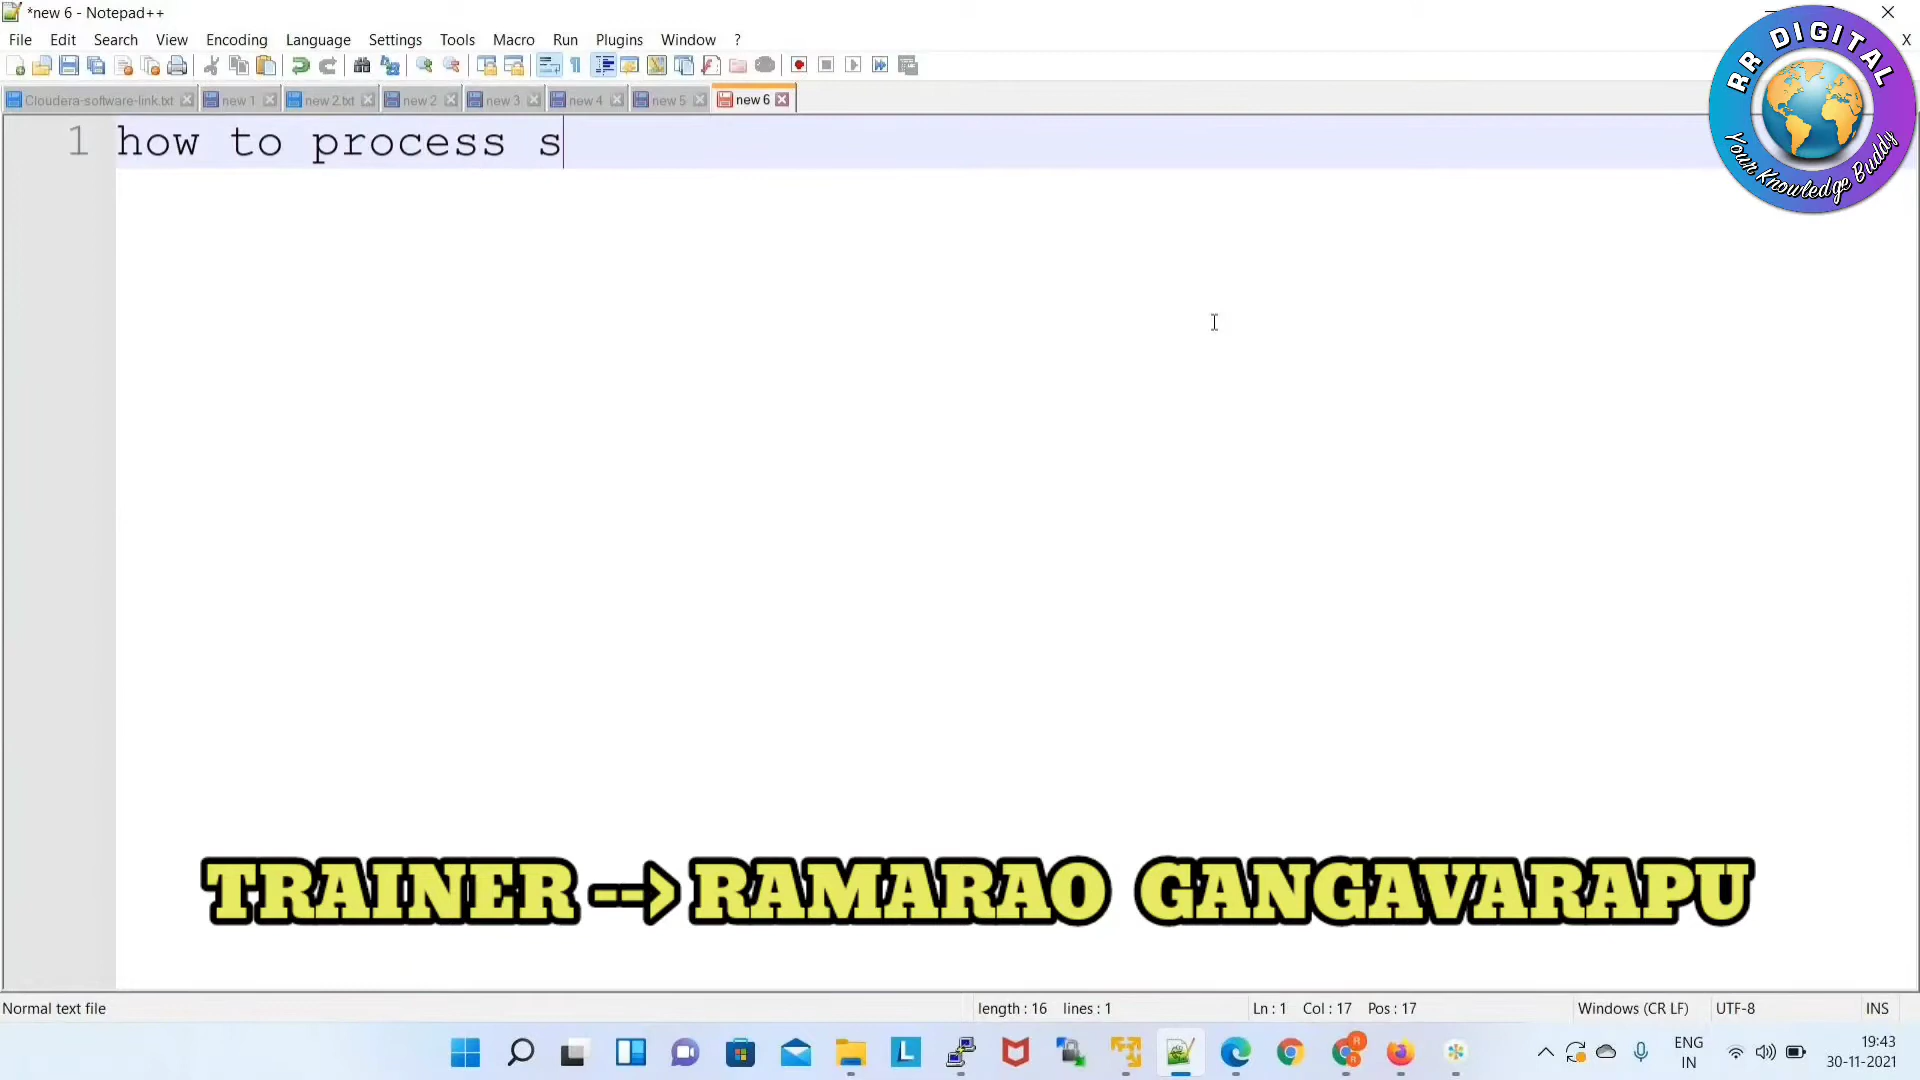 *new 6 - Notepad++
File Edit Search View Encoding Language Settings Tools Macro Run Plugins Window ?
X
Cloudera-software-link.txt new 1 new 2.txt new 2 new 3 new 4 new 5 new 6
RR DIGITAL
Your Knowledge Buddy
1 how to process s
TRAINER --> RAMARAO GANGAVARAPU
Normal text file length : 16 lines : 1 Ln : 1 Col : 17 Pos : 17 Windows (CR LF) UTF-8 INS
ENG 19:43
IN 30-11-2021